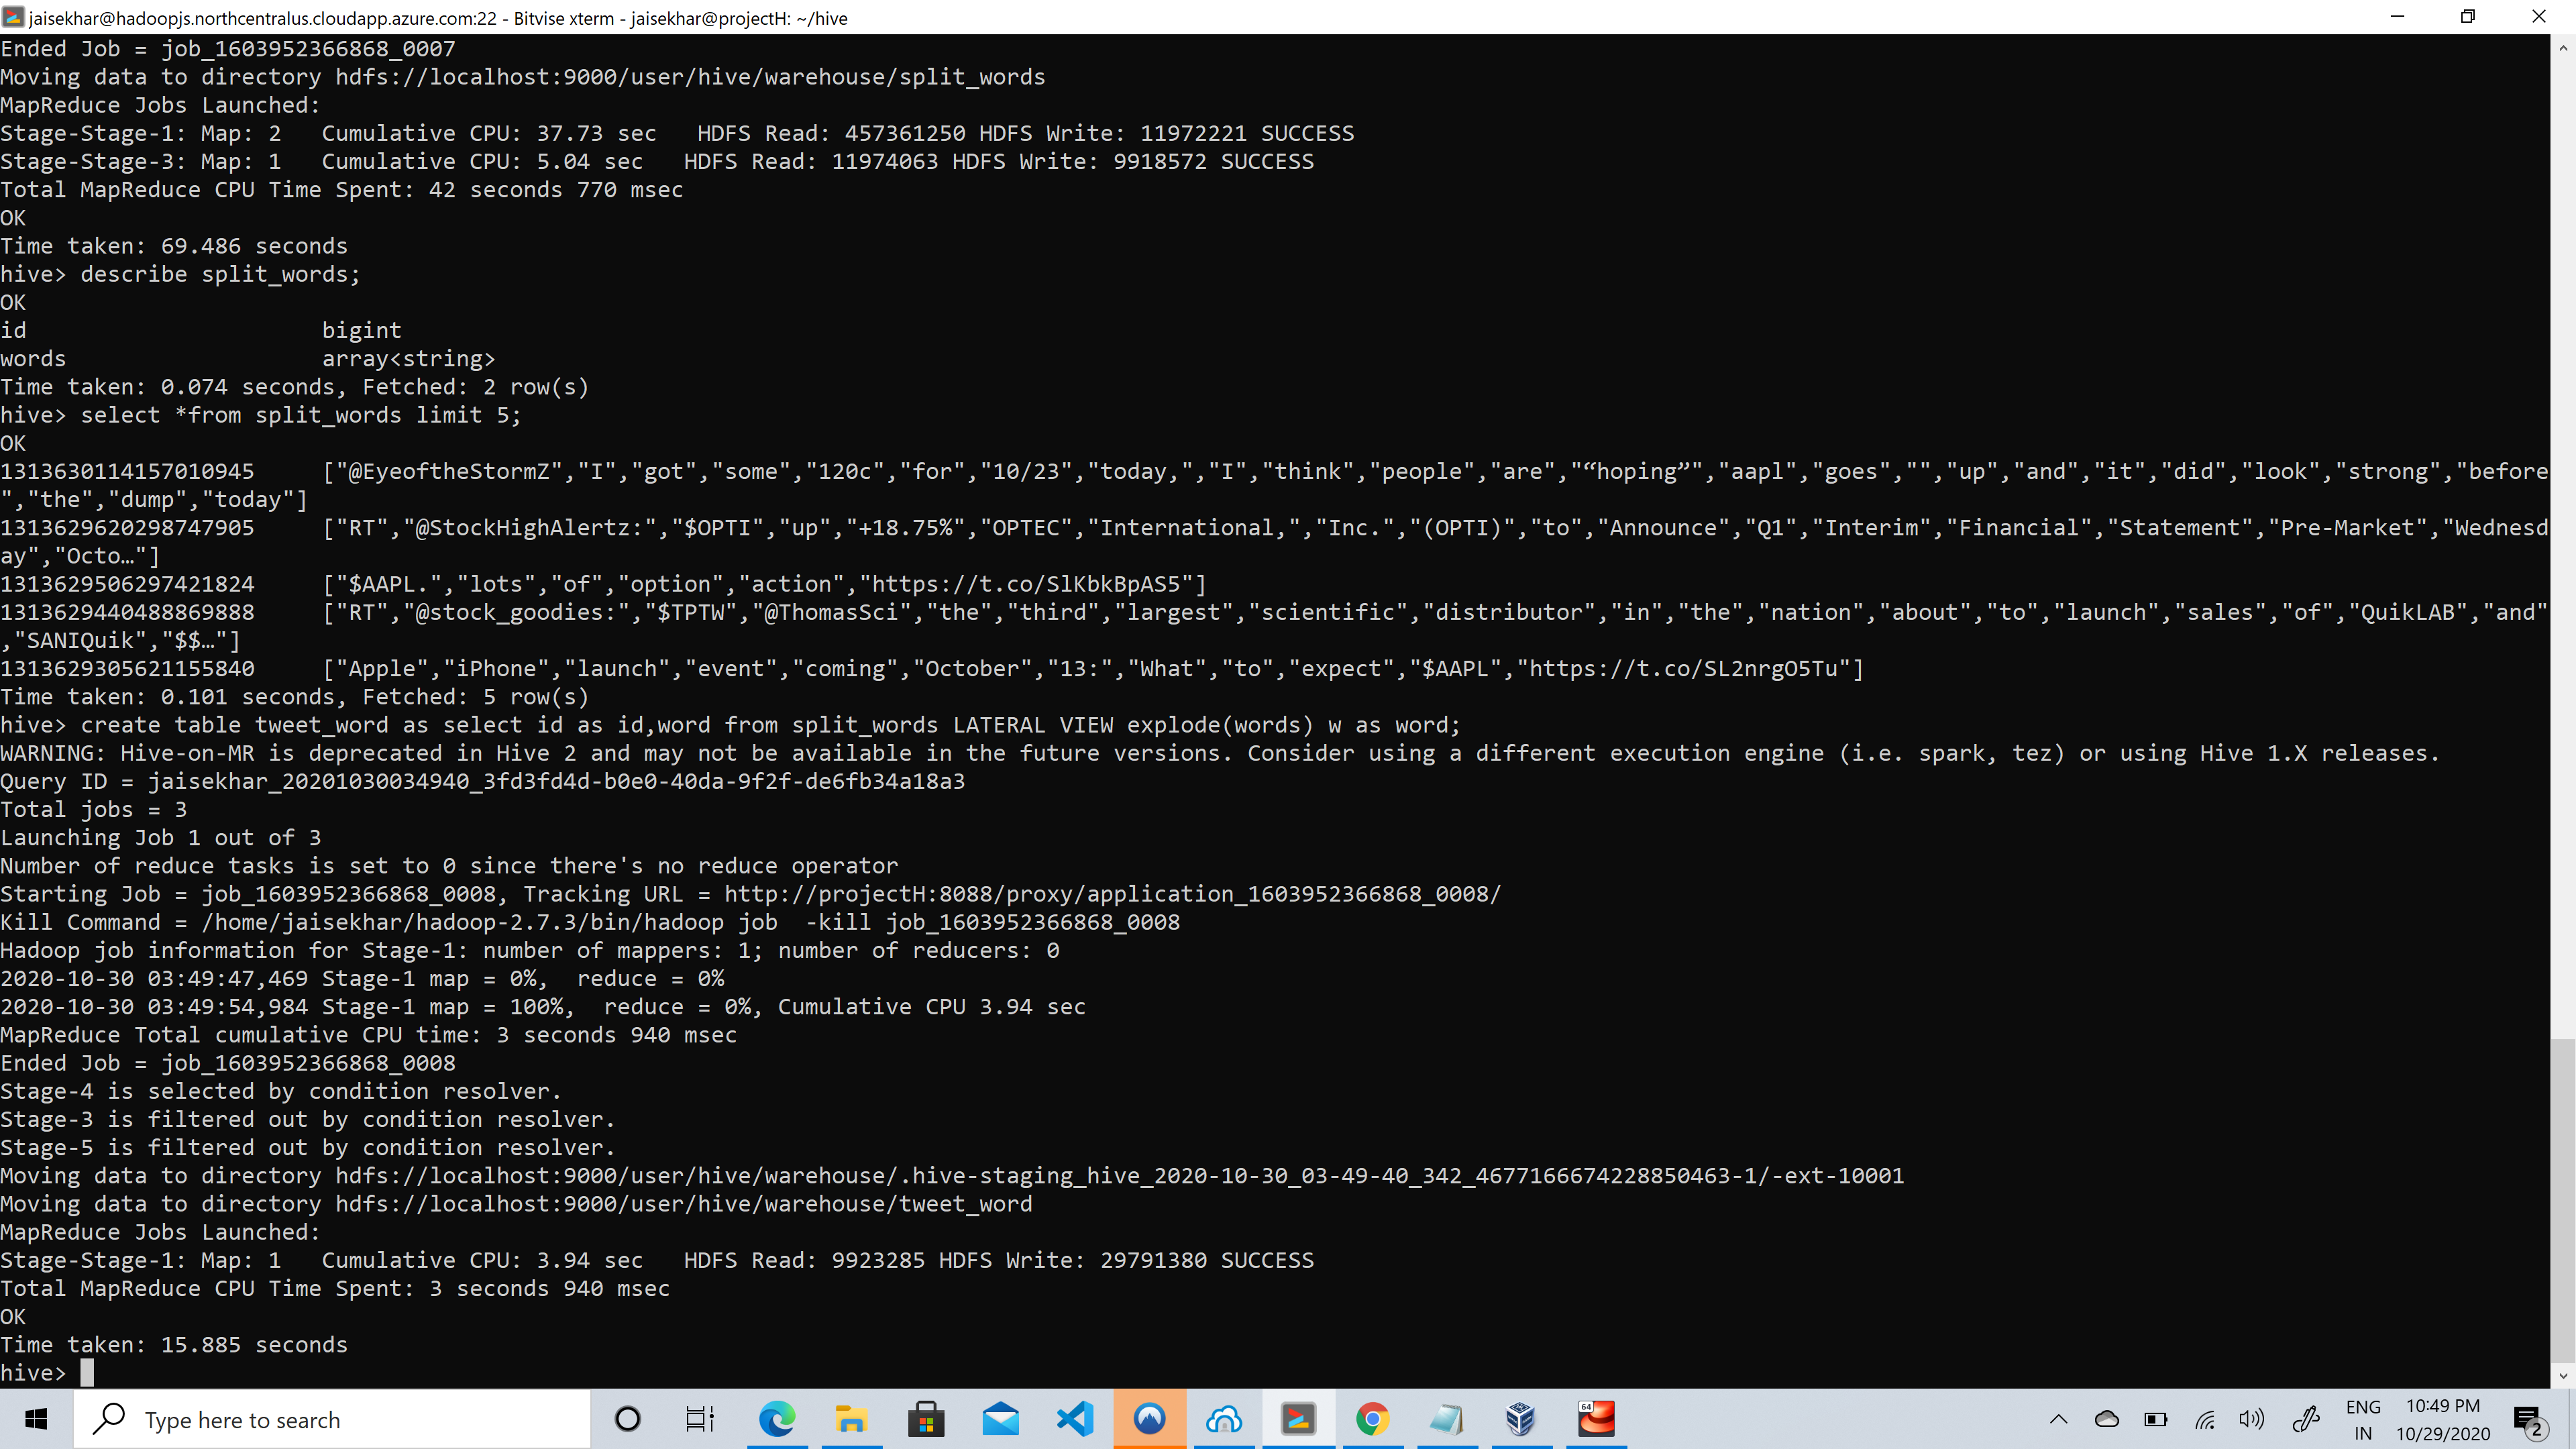 jaisekhar@hadoopjs.northcentralus.cloudapp.azure.com:22 - Bitvise xterm - jaisekhar@projectH: ~/hive
Ended Job = job_1603952366868_0007
Moving data to directory hdfs://localhost:9000/user/hive/warehouse/split_words
MapReduce Jobs Launched:
Stage-Stage-1: Map: 2   Cumulative CPU: 37.73 sec   HDFS Read: 457361250 HDFS Write: 11972221 SUCCESS
Stage-Stage-3: Map: 1   Cumulative CPU: 5.04 sec   HDFS Read: 11974063 HDFS Write: 9918572 SUCCESS
Total MapReduce CPU Time Spent: 42 seconds 770 msec
OK
Time taken: 69.486 seconds
hive> describe split_words;
OK
id                      bigint
words                   array<string>
Time taken: 0.074 seconds, Fetched: 2 row(s)
hive> select *from split_words limit 5;
OK
1313630114157010945     ["@EyeoftheStormZ","I","got","some","120c","for","10/23","today,","I","think","people","are","“hoping”","aapl","goes","","up","and","it","did","look","strong","before
","the","dump","today"]
1313629620298747905     ["RT","@StockHighAlertz:","$OPTI","up","+18.75%","OPTEC","International,","Inc.","(OPTI)","to","Announce","Q1","Interim","Financial","Statement","Pre-Market","Wednesd
ay","Octo…"]
1313629506297421824     ["$AAPL.","lots","of","option","action","https://t.co/SlKbkBpAS5"]
1313629440488869888     ["RT","@stock_goodies:","$TPTW","@ThomasSci","the","third","largest","scientific","distributor","in","the","nation","about","to","launch","sales","of","QuikLAB","and"
,"SANIQuik","$$…"]
1313629305621155840     ["Apple","iPhone","launch","event","coming","October","13:","What","to","expect","$AAPL","https://t.co/SL2nrgO5Tu"]
Time taken: 0.101 seconds, Fetched: 5 row(s)
hive> create table tweet_word as select id as id,word from split_words LATERAL VIEW explode(words) w as word;
WARNING: Hive-on-MR is deprecated in Hive 2 and may not be available in the future versions. Consider using a different execution engine (i.e. spark, tez) or using Hive 1.X releases.
Query ID = jaisekhar_20201030034940_3fd3fd4d-b0e0-40da-9f2f-de6fb34a18a3
Total jobs = 3
Launching Job 1 out of 3
Number of reduce tasks is set to 0 since there's no reduce operator
Starting Job = job_1603952366868_0008, Tracking URL = http://projectH:8088/proxy/application_1603952366868_0008/
Kill Command = /home/jaisekhar/hadoop-2.7.3/bin/hadoop job  -kill job_1603952366868_0008
Hadoop job information for Stage-1: number of mappers: 1; number of reducers: 0
2020-10-30 03:49:47,469 Stage-1 map = 0%,  reduce = 0%
2020-10-30 03:49:54,984 Stage-1 map = 100%,  reduce = 0%, Cumulative CPU 3.94 sec
MapReduce Total cumulative CPU time: 3 seconds 940 msec
Ended Job = job_1603952366868_0008
Stage-4 is selected by condition resolver.
Stage-3 is filtered out by condition resolver.
Stage-5 is filtered out by condition resolver.
Moving data to directory hdfs://localhost:9000/user/hive/warehouse/.hive-staging_hive_2020-10-30_03-49-40_342_4677166674228850463-1/-ext-10001
Moving data to directory hdfs://localhost:9000/user/hive/warehouse/tweet_word
MapReduce Jobs Launched:
Stage-Stage-1: Map: 1   Cumulative CPU: 3.94 sec   HDFS Read: 9923285 HDFS Write: 29791380 SUCCESS
Total MapReduce CPU Time Spent: 3 seconds 940 msec
OK
Time taken: 15.885 seconds
hive>
Type here to search
64
ENG
IN
10:49 PM
10/29/2020
2